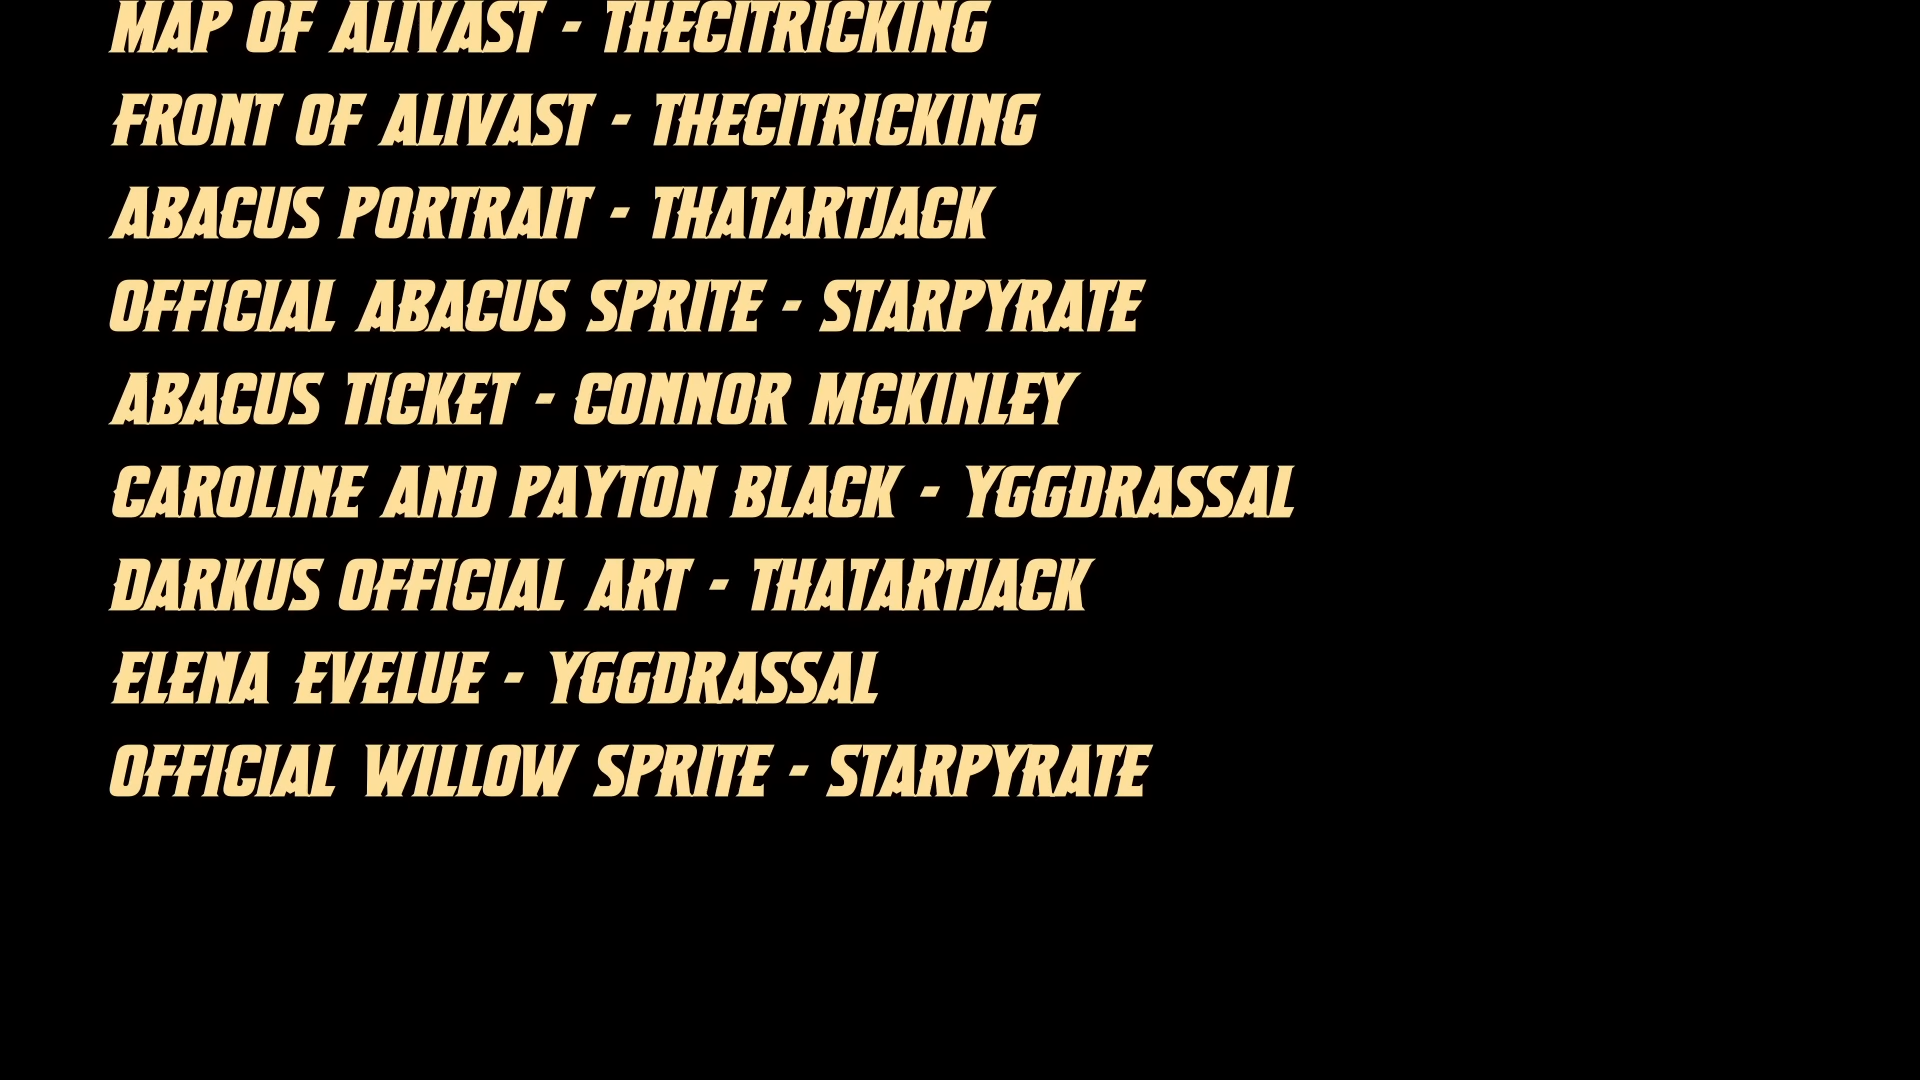 MAP OF ALIVAST - THECITRICKING
FRONT OF ALIVAST - THECITRICKING
ABACUS PORTRAIT - THATARTJACK
OFFICIAL ABACUS SPRITE - STARPYRATE
ABACUS TICKET - CONNOR MCKINLEY
CAROLINE AND PAYTON BLACK - YGGDRASSAL
DARKUS OFFICIAL ART - THATARTJACK
ELENA EVELUE - YGGDRASSAL
OFFICIAL WILLOW SPRITE - STARPYRATE